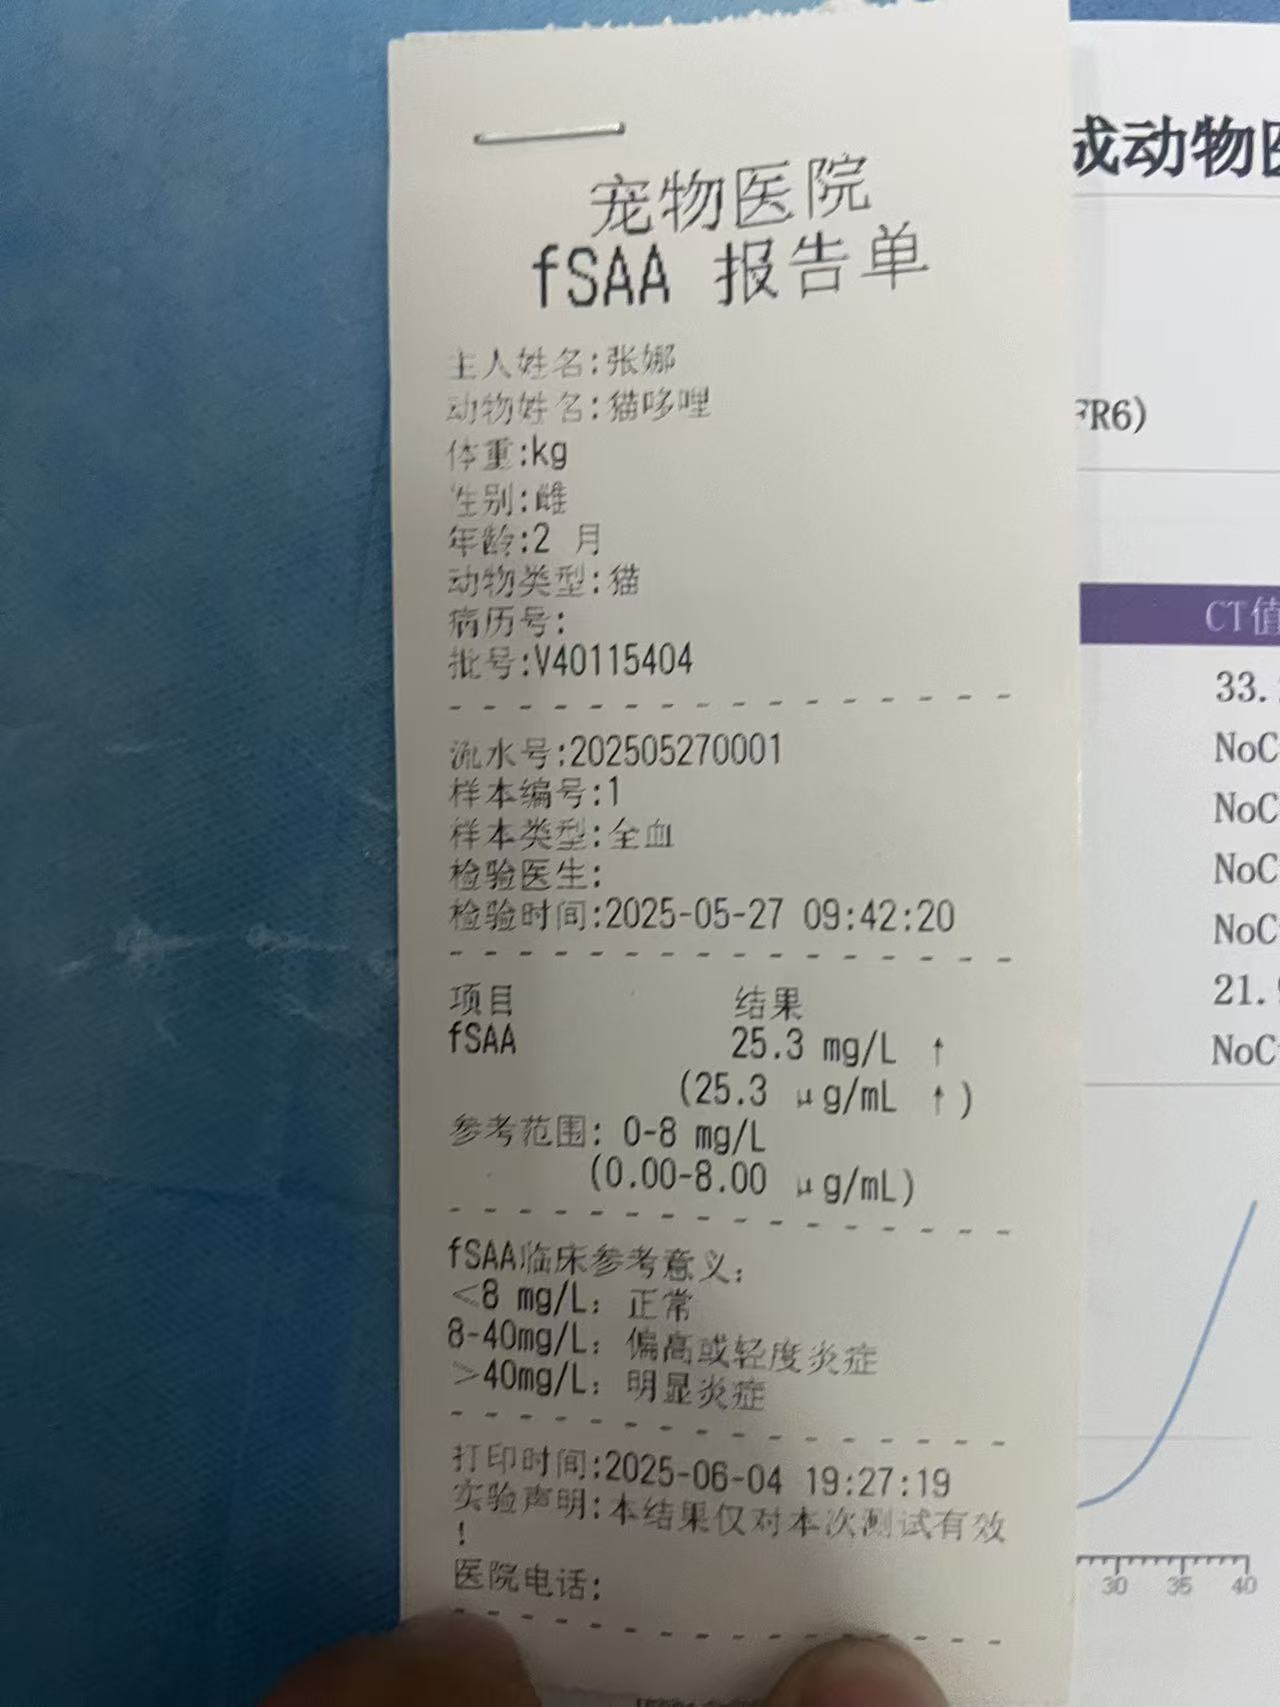 宠物医院
fSAA 报告单
主人姓名:张娜
动物姓名:猫哆哩
体重:kg
性别:雌
年龄:2 月
动物类型:猫
病历号:
批号:V40115404
流水号:202505270001
样本编号:1
样本类型:全血
检验医生:
检验时间:2025-05-27 09:42:20
项目 结果
fSAA 25.3 mg/L ↑
(25.3 μg/mL ↑)
参考范围: 0-8 mg/L
(0.00-8.00 μg/mL)
fSAA临床参考意义:
<8 mg/L: 正常
8-40mg/L: 偏高或轻度炎症
>40mg/L: 明显炎症
打印时间:2025-06-04 19:27:19
实验声明:本结果仅对本次测试有效
!
医院电话:
成动物医
FR6)
CT值
33.
NoC
NoC
NoC
NoC
21.
NoC
30 35 40